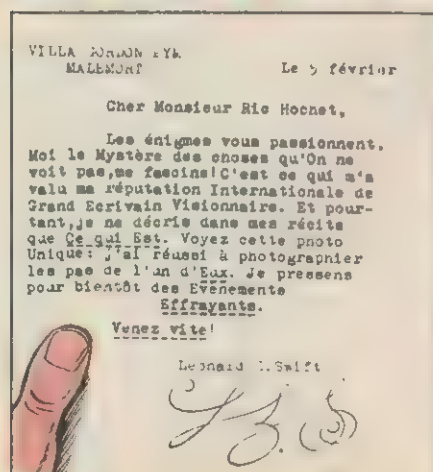 VILLA
MALEMORT
Le 5 février
Cher Monsieur Ric Hochet,
Les énigmes vous passionnent.
Moi le Mystère des choses qu'On ne
voit pas,me fascine!C'est ce qui m'a
valu ma réputation Internationale de
Grand Ecrivain Visionnaire. Et pour-
tant,je ne décris dans mes récits
que Ce qui Est. Voyez cette photo
Unique: j'ai réussi à photographier
les pas de l'un d'Eux. Je pressens
pour bientôt des Evénements
Effrayants.
Venez vite!
Leonard .Swift